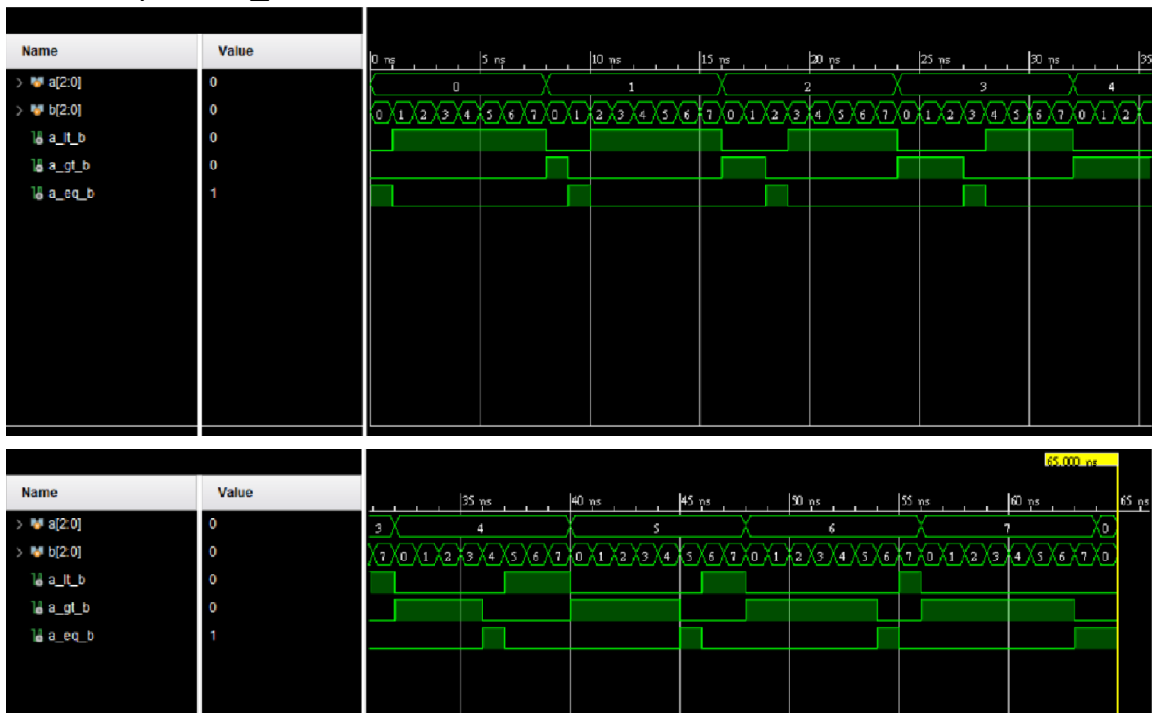 Name Value
0 ns 5 ns 10 ns 15 ns 20 ns 25 ns 30 ns 35
a[2:0] 0 0 1 2 3 4
b[2:0] 0 0 1 2 3 4 5 6 7 0 1 2 3 4 5 6 7 0 1 2 3 4 5 6 7 0 1 2 3 4 5 6 7 0 1 2
a_lt_b 0
a_gt_b 0
a_eq_b 1
65.000 ns
Name Value
35 ns 40 ns 45 ns 50 ns 55 ns 60 ns 65 ns
a[2:0] 0 3 4 5 6 7 0
b[2:0] 0 7 0 1 2 3 4 5 6 7 0 1 2 3 4 5 6 7 0 1 2 3 4 5 6 7 0 1 2 3 4 5 6 7 0
a_lt_b 0
a_gt_b 0
a_eq_b 1